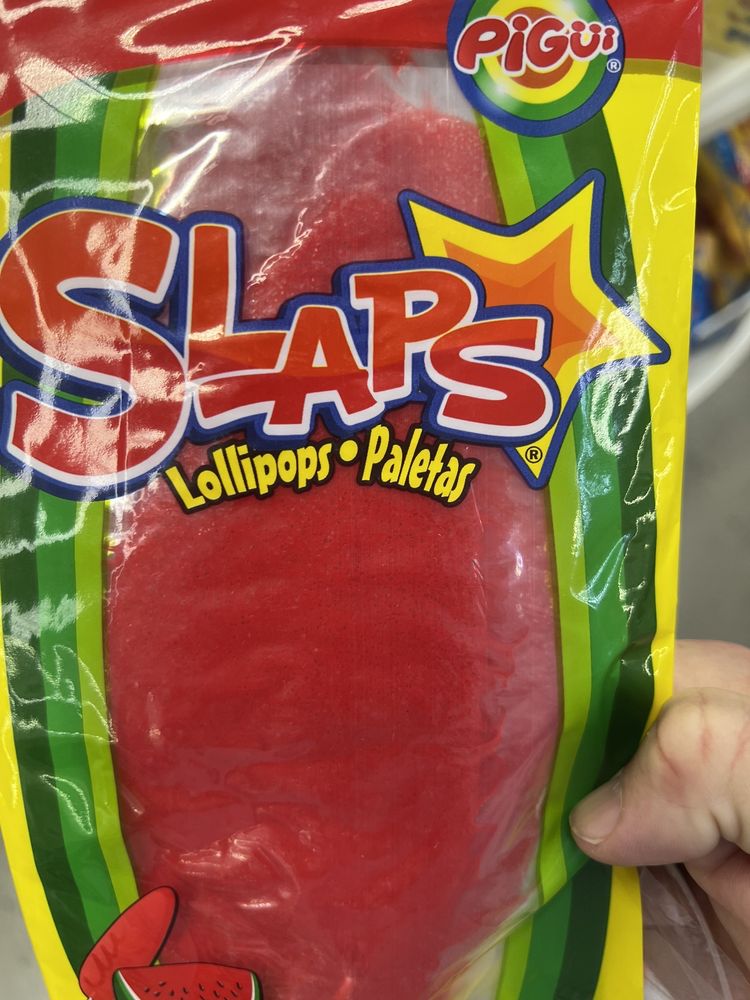 PiGüi ®
SLAPS ®
Lollipops • Paletas